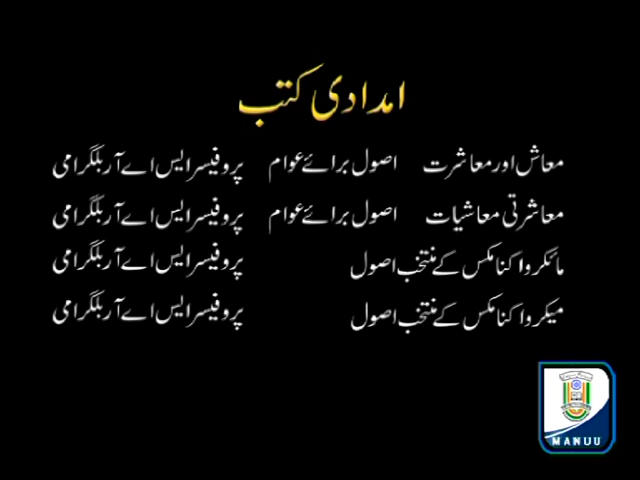 امدادی کتب
معاش اور معاشرت اصول برائے عوام پروفیسر ایس اے آر بلگرامی
معاشرتی معاشیات اصول برائے عوام پروفیسر ایس اے آر بلگرامی
مائکرو اکنامکس کے منتخب اصول پروفیسر ایس اے آر بلگرامی
میکرو اکنامکس کے منتخب اصول پروفیسر ایس اے آر بلگرامی
MANUU